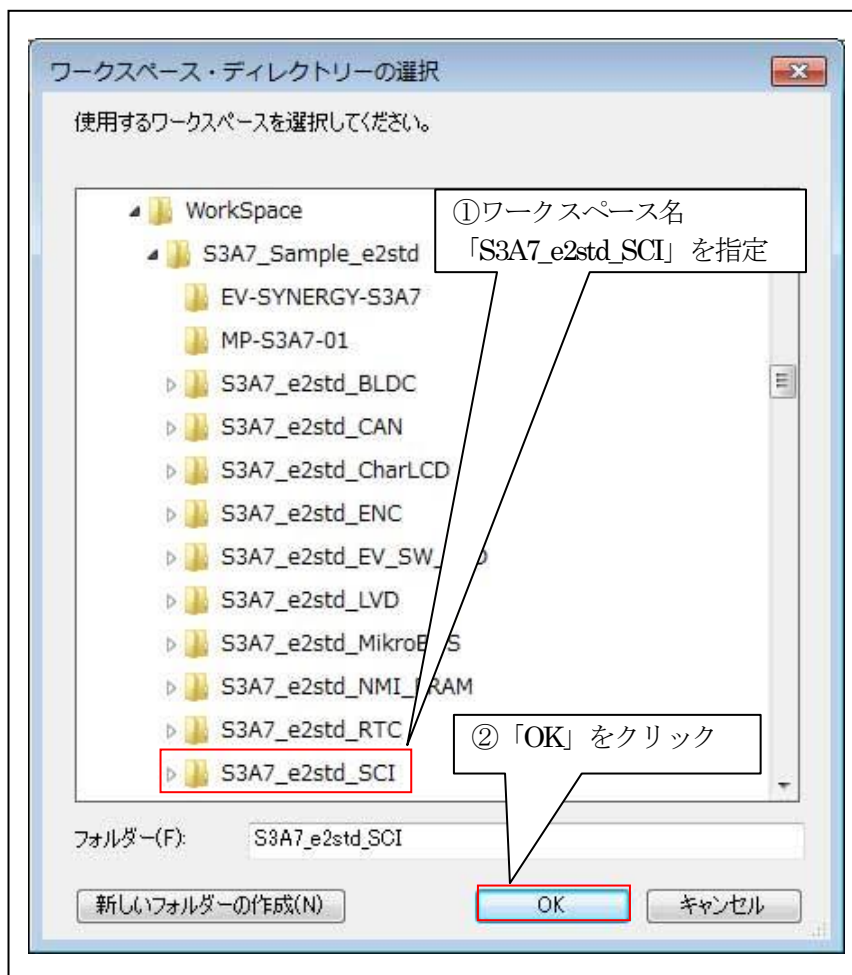 ワークスペース・ディレクトリーの選択
使用するワークスペースを選択してください。
WorkSpace
①ワークスペース名
「S3A7_e2std_SCI」を指定
S3A7_Sample_e2std
EV-SYNERGY-S3A7
MP-S3A7-01
S3A7_e2std_BLDC
S3A7_e2std_CAN
S3A7_e2std_CharLCD
S3A7_e2std_ENC
S3A7_e2std_LVD
S3A7_e2std_RTC
②「OK」をクリック
S3A7_e2std_SCI
フォルダー(F):
S3A7_e2std_SCI
新しいフォルダーの作成(N)
OK
キャンセル